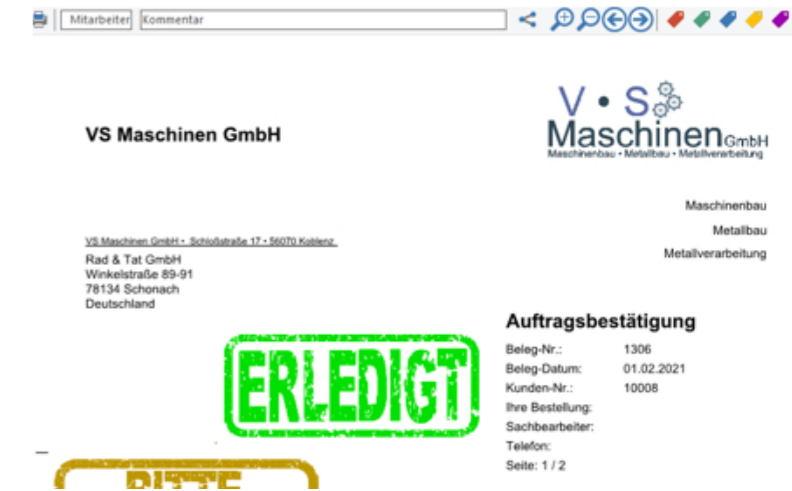 Mitarbeiter Kommentar
V • S
Maschinen GmbH
Maschinenbau • Metallbau • Metallverarbeitung
VS Maschinen GmbH
Maschinenbau
Metallbau
Metallverarbeitung
VS Maschinen GmbH • Schloßstraße 17 • 56070 Koblenz
Rad & Tat GmbH
Winkelstraße 89-91
78134 Schonach
Deutschland
Auftragsbestätigung
Beleg-Nr.: 1306
Beleg-Datum: 01.02.2021
Kunden-Nr.: 10008
Ihre Bestellung:
Sachbearbeiter:
Telefon:
Seite: 1 / 2
ERLEDIGT
BITTE